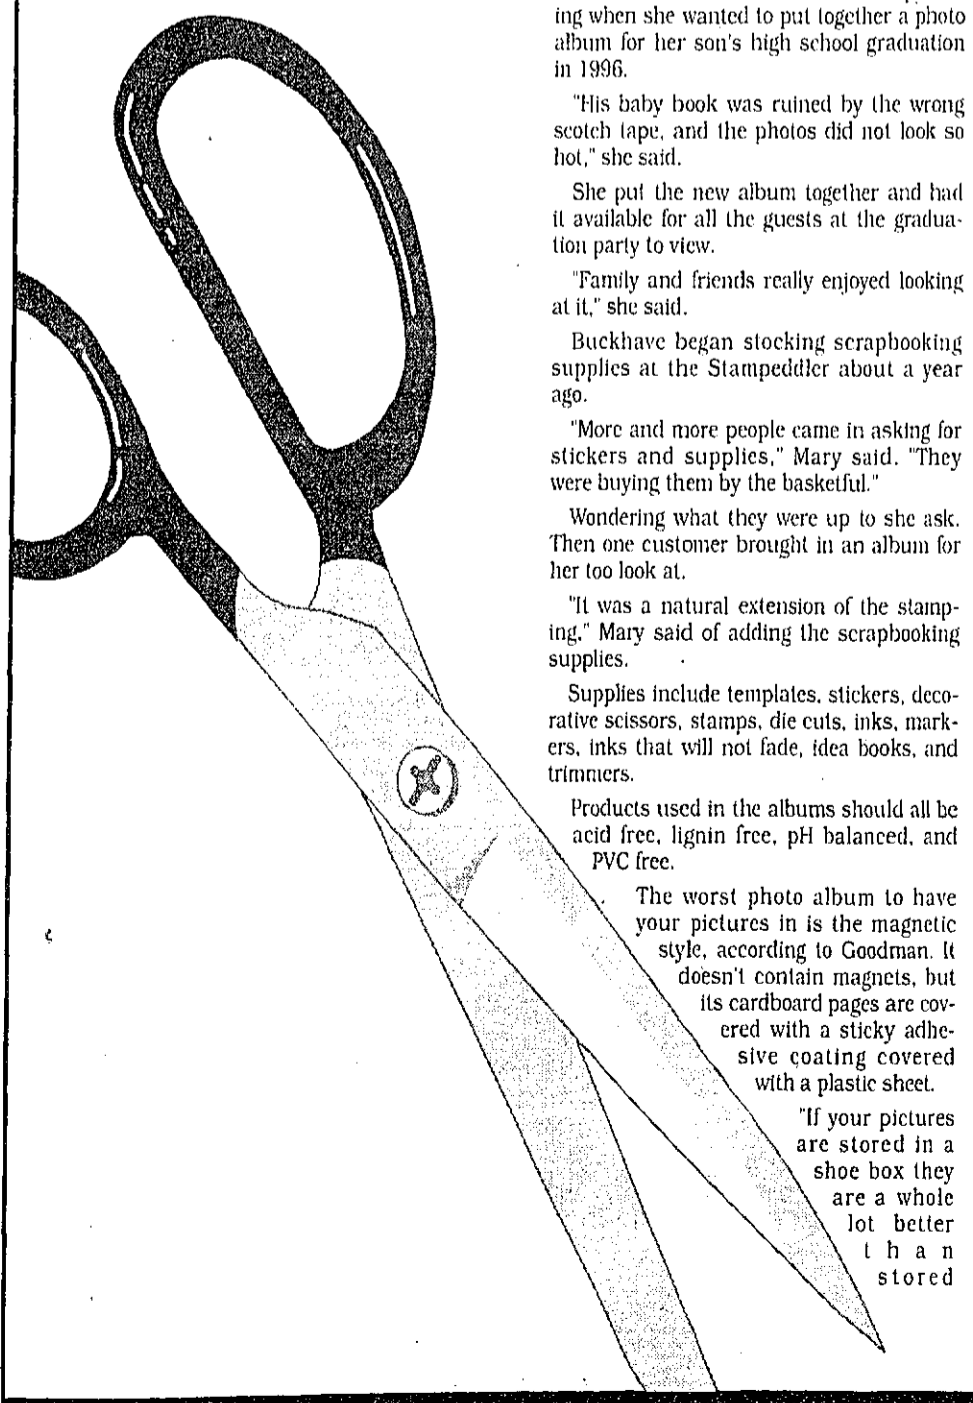 ing when she wanted to put together a photo
album for her son's high school graduation
in 1996.
"His baby book was ruined by the wrong
scotch tape, and the photos did not look so
hot," she said.
She put the new album together and had
it available for all the guests at the gradua-
tion party to view.
"Family and friends really enjoyed looking
at it," she said.
Buckhave began stocking scrapbooking
supplies at the Stampeddler about a year
ago.
"More and more people came in asking for
stickers and supplies," Mary said. "They
were buying them by the basketful."
Wondering what they were up to she ask.
Then one customer brought in an album for
her too look at.
"It was a natural extension of the stamp-
ing," Mary said of adding the scrapbooking
supplies.
Supplies include templates, stickers, deco-
rative scissors, stamps, die cuts, inks, mark-
ers, inks that will not fade, idea books, and
trimmers.
Products used in the albums should all be
acid free, lignin free, pH balanced, and
PVC free.
The worst photo album to have
your pictures in is the magnetic
style, according to Goodman. It
doesn't contain magnets, but
its cardboard pages are cov-
ered with a sticky adhe-
sive coating covered
with a plastic sheet.
"If your pictures
are stored in a
shoe box they
are a whole
lot better
than
stored